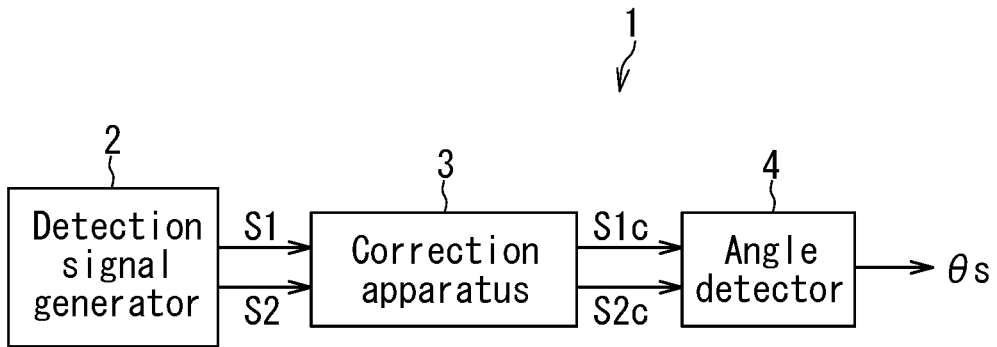 1
2
3
4
Detection
signal
generator
S1
S2
Correction
apparatus
S1c
S2c
Angle
detector
θs